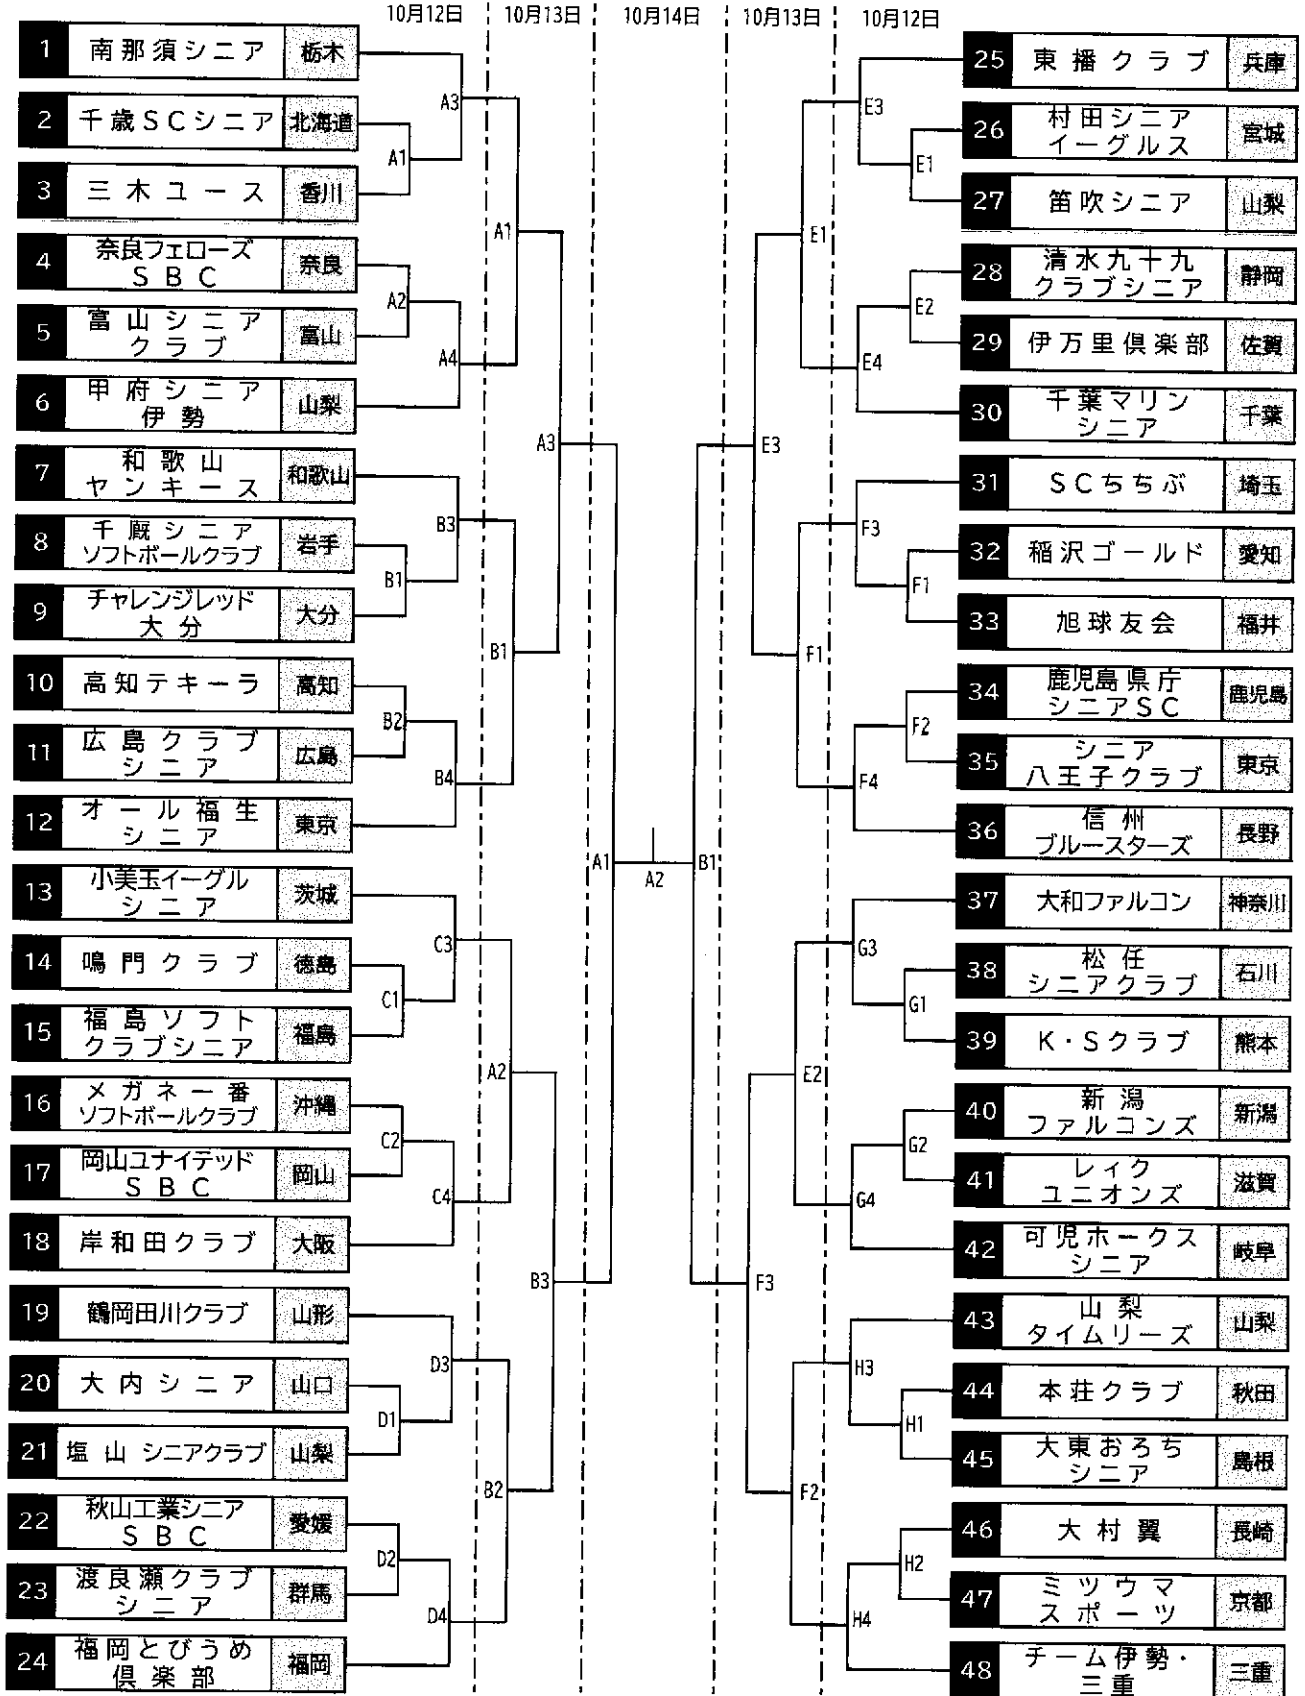 10月12日 10月13日 10月14日 10月13日 10月12日
1 南那須シニア 栃木
2 千歳SCシニア 北海道
3 三木ユース 香川
4 奈良フェローズ
SBC 奈良
5 富山シニア
クラブ 富山
6 甲府シニア
伊勢 山梨
7 和歌山
ヤンキース 和歌山
8 千厩シニア
ソフトボールクラブ 岩手
9 チャレンジレッド
大分 大分
10 高知テキーラ 高知
11 広島クラブ
シニア 広島
12 オール福生
シニア 東京
13 小美玉イーグル
シニア 茨城
14 鳴門クラブ 徳島
15 福島ソフト
クラブシニア 福島
16 メガネ一番
ソフトボールクラブ 沖縄
17 岡山ユナイテッド
SBC 岡山
18 岸和田クラブ 大阪
19 鶴岡田川クラブ 山形
20 大内シニア 山口
21 塩山 シニアクラブ 山梨
22 秋山工業シニア
SBC 愛媛
23 渡良瀬クラブ
シニア 群馬
24 福岡とびうめ
倶楽部 福岡
A3
A1
A2
A4
B3
B1
B2
B4
C3
C1
C2
C4
D3
D1
D2
D4
A1
B1
A2
B2
A3
B3
A1
A2
B1
E3
F3
E1
F1
E2
F2
E3
E1
E2
E4
F3
F1
F2
F4
G3
G1
G2
G4
H3
H1
H2
H4
25 東播クラブ 兵庫
26 村田シニア
イーグルス 宮城
27 笛吹シニア 山梨
28 清水九十九
クラブシニア 静岡
29 伊万里倶楽部 佐賀
30 千葉マリン
シニア 千葉
31 SCちちぶ 埼玉
32 稲沢ゴールド 愛知
33 旭球友会 福井
34 鹿児島県庁
シニアSC 鹿児島
35 シニア
八王子クラブ 東京
36 信州
ブルースターズ 長野
37 大和ファルコン 神奈川
38 松任
シニアクラブ 石川
39 K・Sクラブ 熊本
40 新潟
ファルコンズ 新潟
41 レイク
ユニオンズ 滋賀
42 可児ホークス
シニア 岐阜
43 山梨
タイムリーズ 山梨
44 本荘クラブ 秋田
45 大東おろち
シニア 島根
46 大村翼 長崎
47 ミツウマ
スポーツ 京都
48 チーム伊勢・
三重 三重